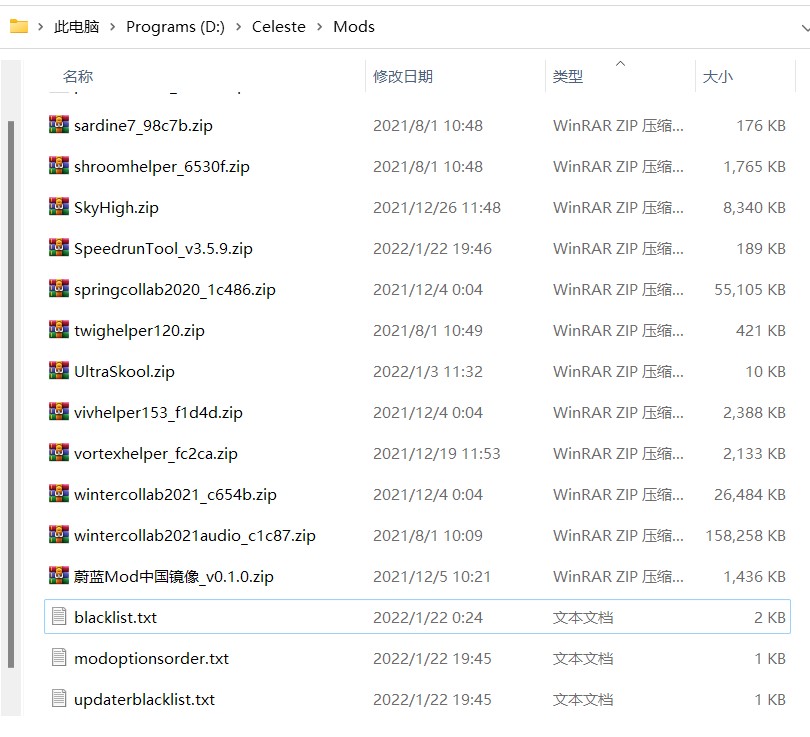 此电脑 > Programs (D:) > Celeste > Mods
名称 修改日期 类型 大小
sardine7_98c7b.zip 2021/8/1 10:48 WinRAR ZIP 压缩... 176 KB
shroomhelper_6530f.zip 2021/8/1 10:48 WinRAR ZIP 压缩... 1,765 KB
SkyHigh.zip 2021/12/26 11:48 WinRAR ZIP 压缩... 8,340 KB
SpeedrunTool_v3.5.9.zip 2022/1/22 19:46 WinRAR ZIP 压缩... 189 KB
springcollab2020_1c486.zip 2021/12/4 0:04 WinRAR ZIP 压缩... 55,105 KB
twighelper120.zip 2021/8/1 10:49 WinRAR ZIP 压缩... 421 KB
UltraSkool.zip 2022/1/3 11:32 WinRAR ZIP 压缩... 10 KB
vivhelper153_f1d4d.zip 2021/12/4 0:04 WinRAR ZIP 压缩... 2,388 KB
vortexhelper_fc2ca.zip 2021/12/19 11:53 WinRAR ZIP 压缩... 2,133 KB
wintercollab2021_c654b.zip 2021/12/4 0:04 WinRAR ZIP 压缩... 26,484 KB
wintercollab2021audio_c1c87.zip 2021/8/1 10:09 WinRAR ZIP 压缩... 158,258 KB
蔚蓝Mod中国镜像_v0.1.0.zip 2021/12/5 10:21 WinRAR ZIP 压缩... 1,436 KB
blacklist.txt 2022/1/22 0:24 文本文档 2 KB
modoptionsorder.txt 2022/1/22 19:45 文本文档 1 KB
updaterblacklist.txt 2022/1/22 19:45 文本文档 1 KB